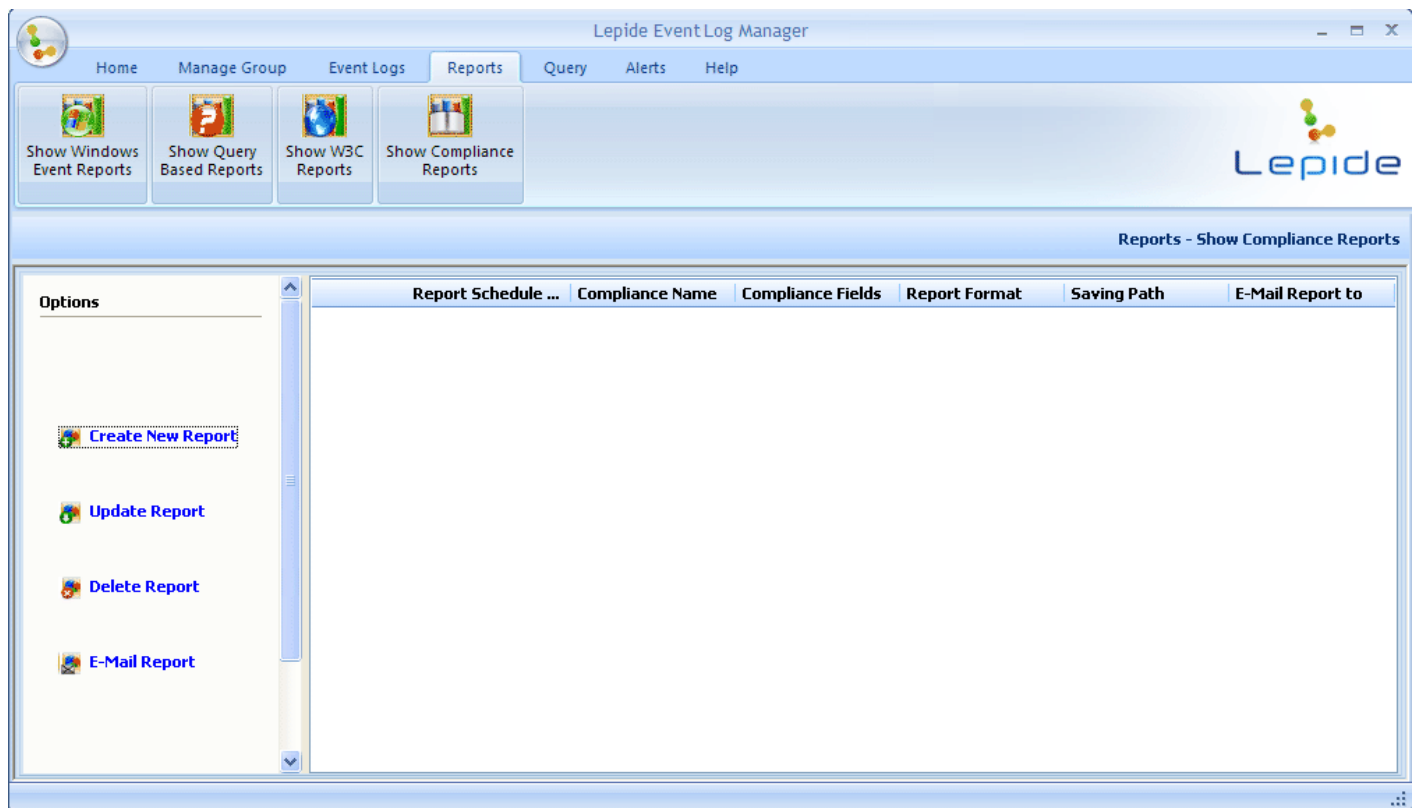 Lepide Event Log Manager
Home Manage Group Event Logs Reports Query Alerts Help
Show Windows Event Reports
Show Query Based Reports
Show W3C Reports
Show Compliance Reports
Lepide
Reports - Show Compliance Reports
Options
Create New Report
Update Report
Delete Report
E-Mail Report
Report Schedule ... Compliance Name Compliance Fields Report Format Saving Path E-Mail Report to